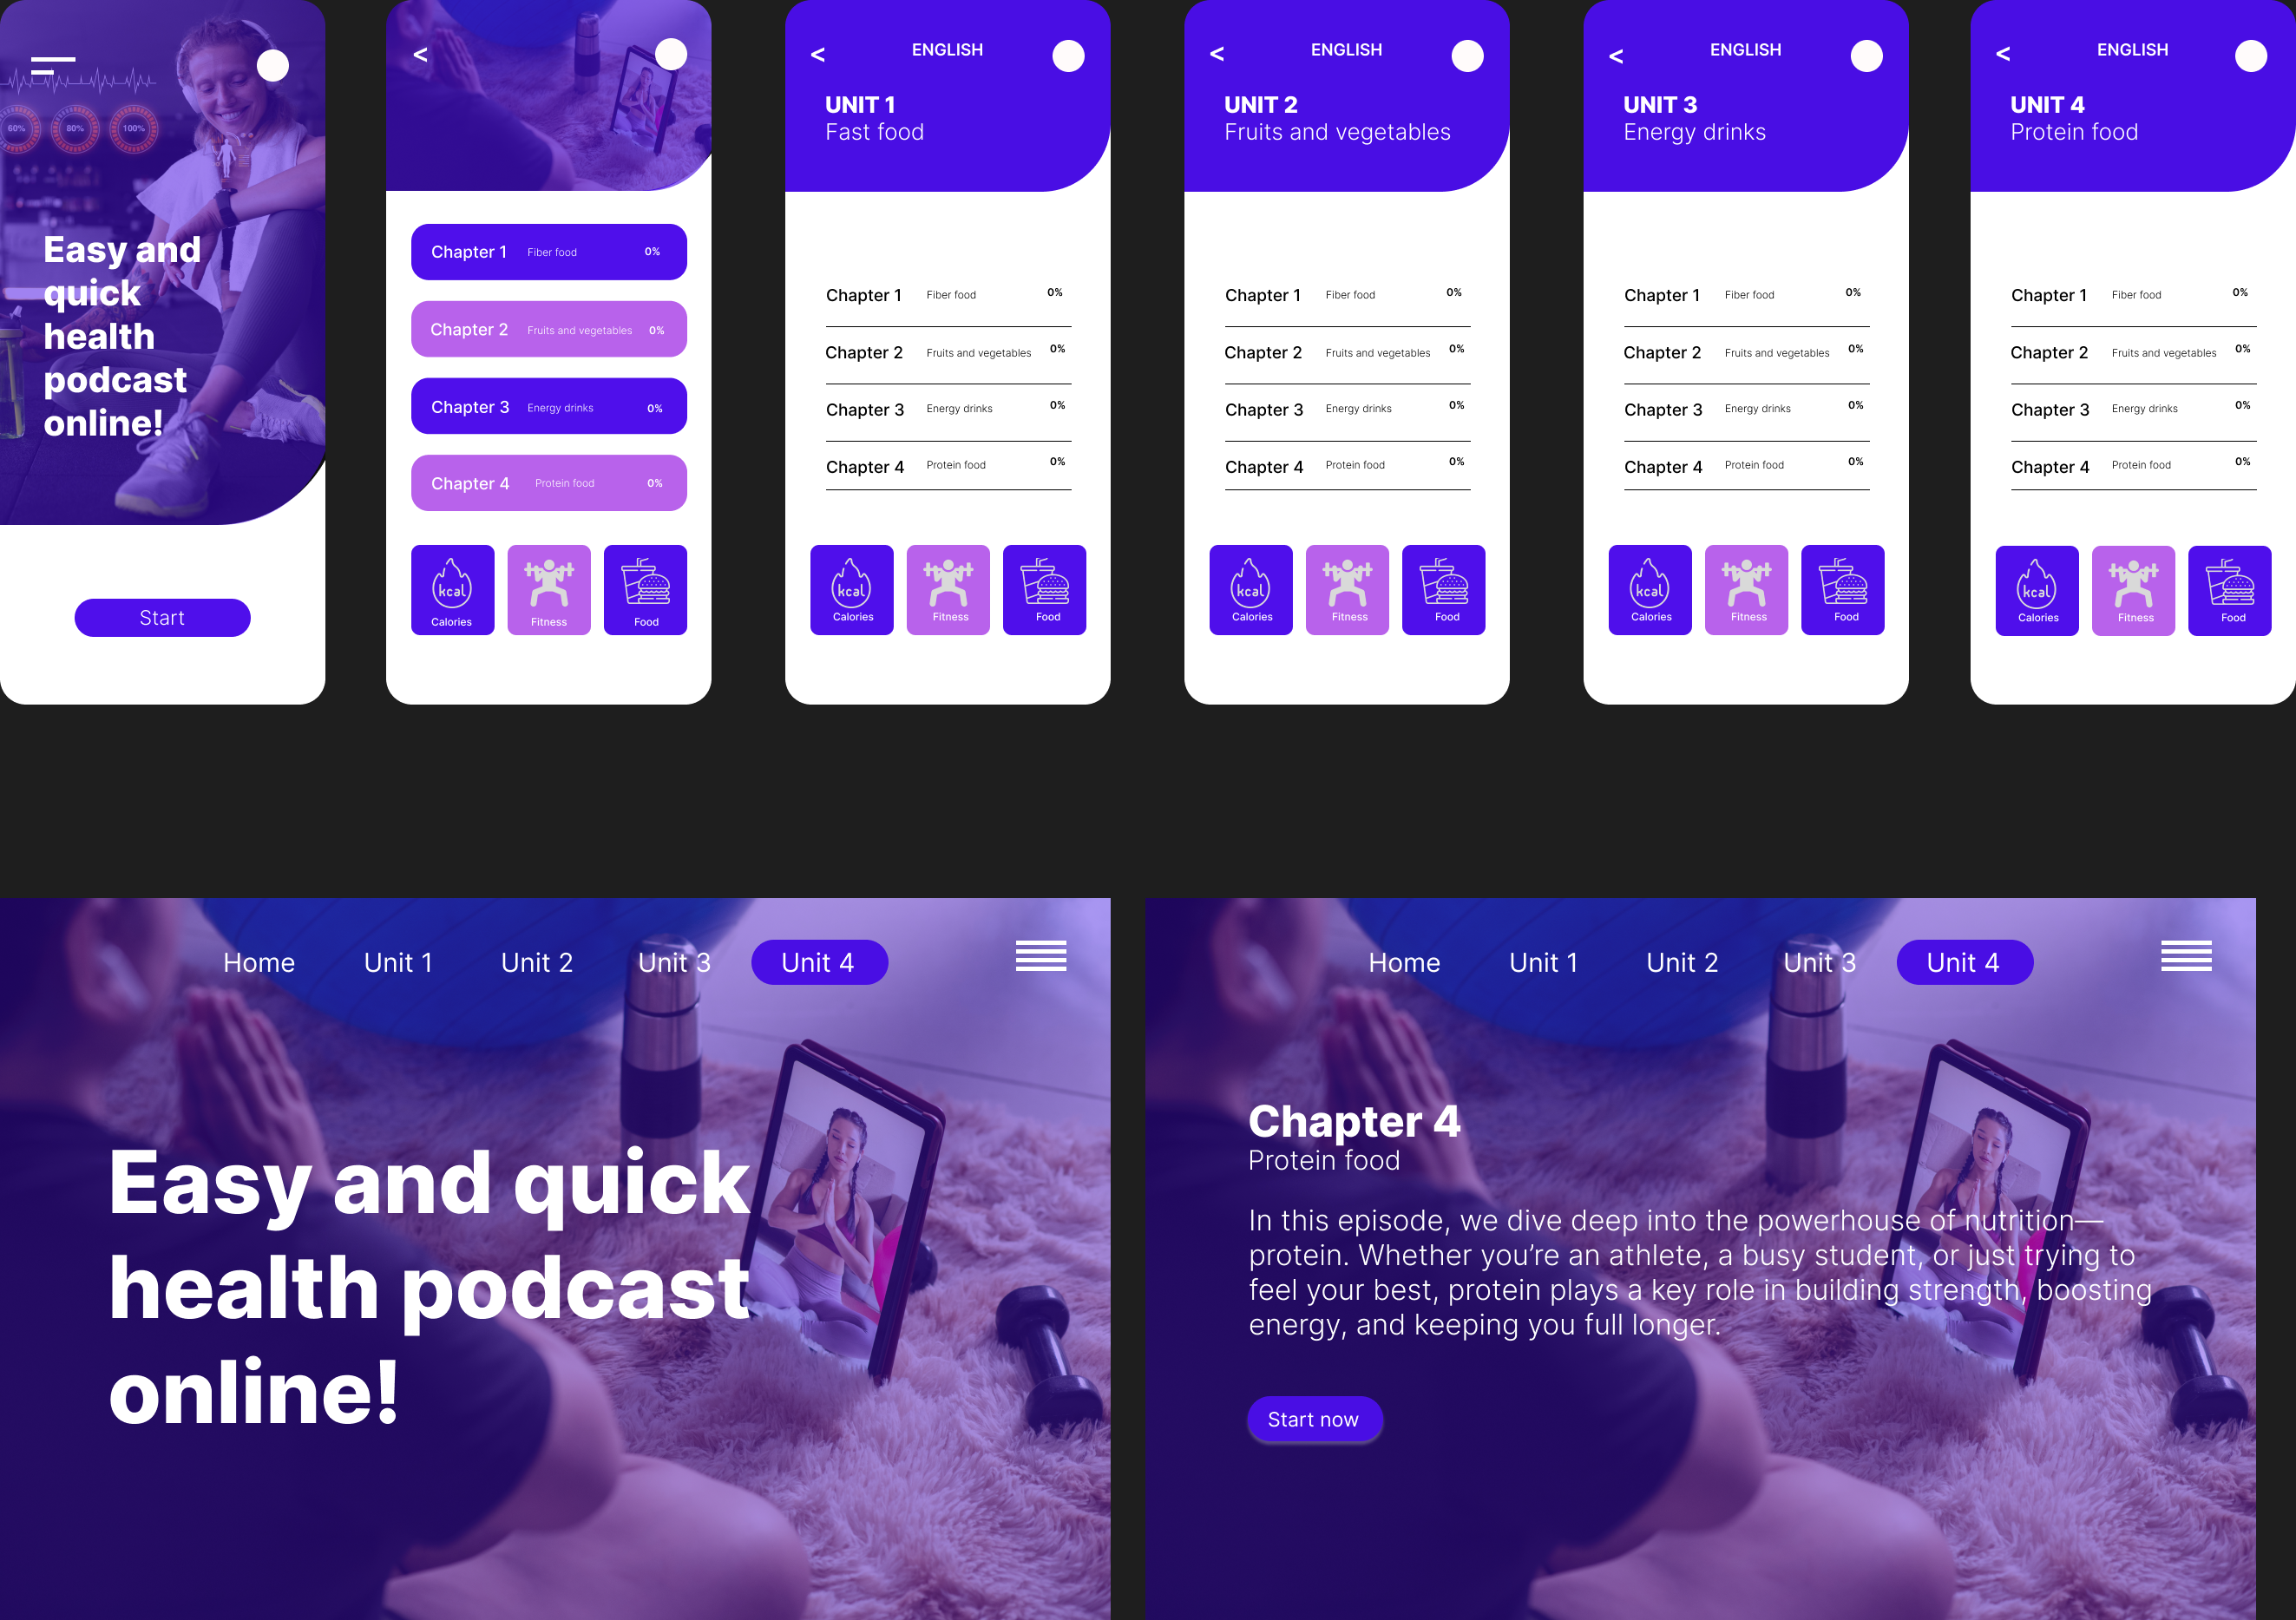 60%
80%
100%
Easy and
quick
health
podcast
online!
Start
<
Chapter 1 Fiber food 0%
Chapter 2 Fruits and vegetables 0%
Chapter 3 Energy drinks 0%
Chapter 4 Protein food 0%
kcal
Calories
Fitness
Food
<
ENGLISH
UNIT 1
Fast food
Chapter 1 Fiber food 0%
Chapter 2 Fruits and vegetables 0%
Chapter 3 Energy drinks 0%
Chapter 4 Protein food 0%
kcal
Calories
Fitness
Food
<
ENGLISH
UNIT 2
Fruits and vegetables
Chapter 1 Fiber food 0%
Chapter 2 Fruits and vegetables 0%
Chapter 3 Energy drinks 0%
Chapter 4 Protein food 0%
kcal
Calories
Fitness
Food
<
ENGLISH
UNIT 3
Energy drinks
Chapter 1 Fiber food 0%
Chapter 2 Fruits and vegetables 0%
Chapter 3 Energy drinks 0%
Chapter 4 Protein food 0%
kcal
Calories
Fitness
Food
<
ENGLISH
UNIT 4
Protein food
Chapter 1 Fiber food 0%
Chapter 2 Fruits and vegetables 0%
Chapter 3 Energy drinks 0%
Chapter 4 Protein food 0%
kcal
Calories
Fitness
Food
Home Unit 1 Unit 2 Unit 3 Unit 4
Easy and quick
health podcast
online!
Home Unit 1 Unit 2 Unit 3 Unit 4
Chapter 4
Protein food
In this episode, we dive deep into the powerhouse of nutrition—
protein. Whether you’re an athlete, a busy student, or just trying to
feel your best, protein plays a key role in building strength, boosting
energy, and keeping you full longer.
Start now